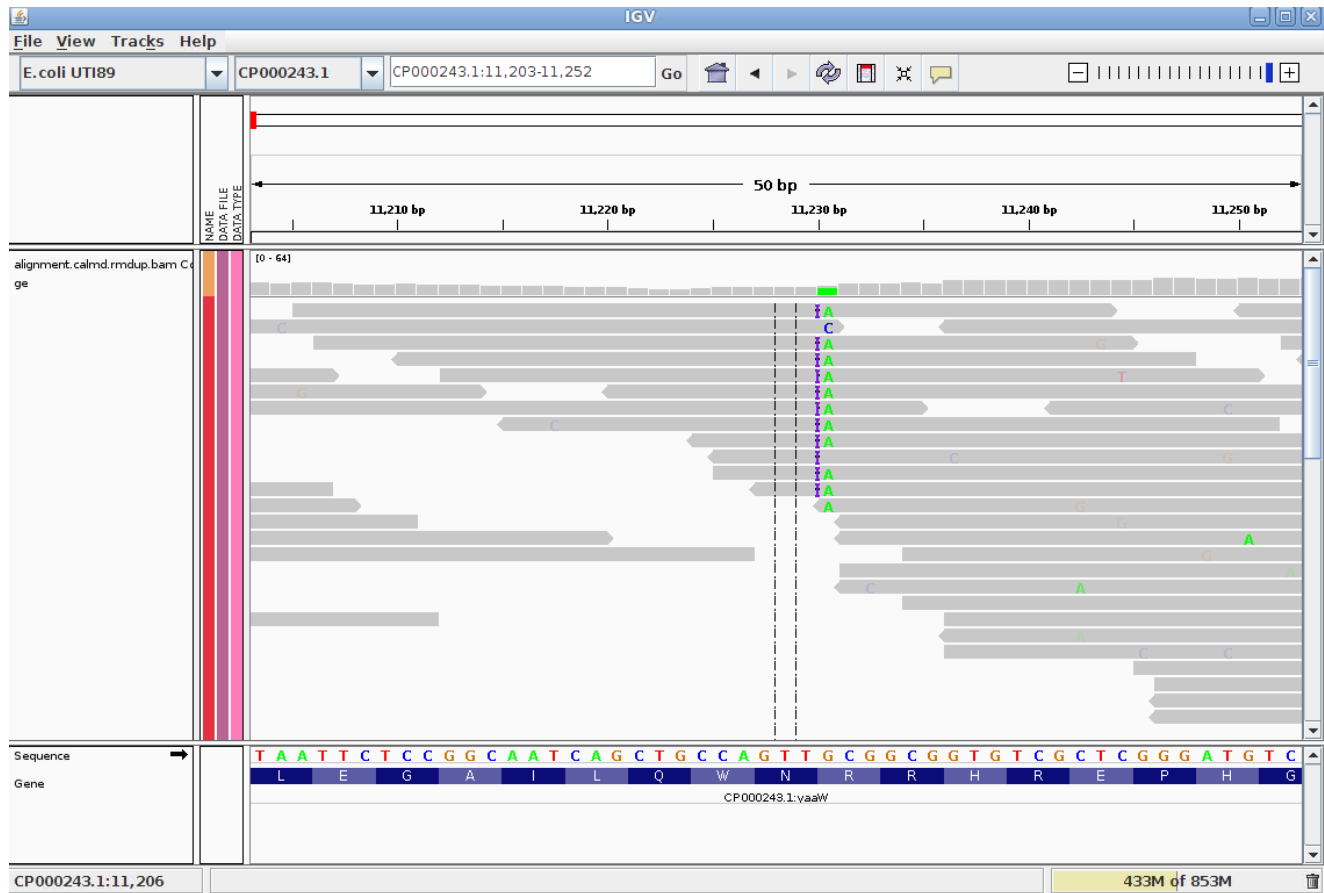 IGV
File View Tracks Help
E.coli UTI89 CP000243.1 CP000243.1:11,203-11,252 Go
NAME
DATA FILE
DATA TYPE
50 bp
11,210 bp 11,220 bp 11,230 bp 11,240 bp 11,250 bp
alignment.calmd.rmdup.bam Co
ge
[0 - 64]
A
C C
A G
A
A T
G A
A C
C A
A
C G
A
A
A G
G
A
G
A
C A
A
C C
Sequence
T A A T T C T C C G G C A A T C A G C T G C C A G T T G C G G C G G T G T C G C T C G G G A T G T C
Gene
L E G A I L Q W N R R H R E P H G
CP000243.1:yaaW
CP000243.1:11,206
433M of 853M